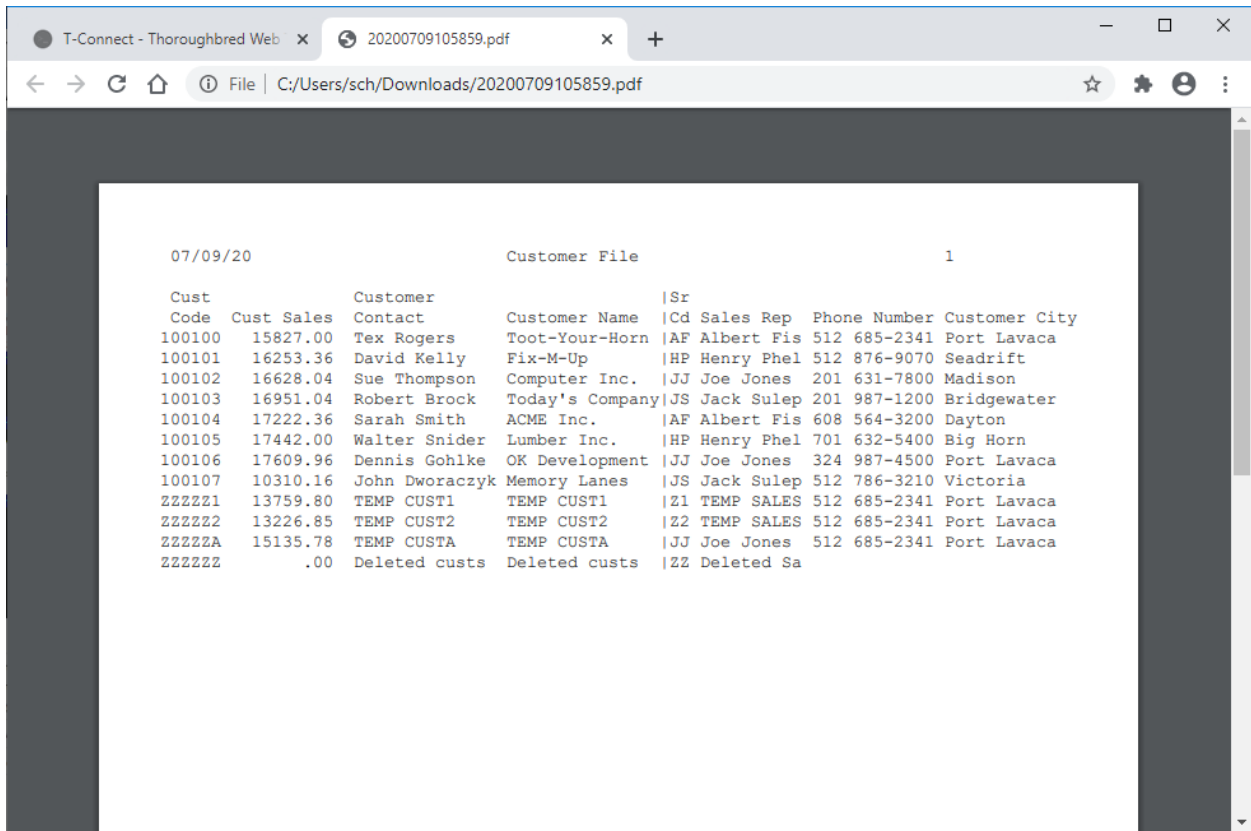 T-Connect - Thoroughbred Web
20200709105859.pdf
File | C:/Users/sch/Downloads/20200709105859.pdf
07/09/20 Customer File 1
Cust Customer |Sr
Code Cust Sales Contact Customer Name |Cd Sales Rep Phone Number Customer City
100100 15827.00 Tex Rogers Toot-Your-Horn |AF Albert Fis 512 685-2341 Port Lavaca
100101 16253.36 David Kelly Fix-M-Up |HP Henry Phel 512 876-9070 Seadrift
100102 16628.04 Sue Thompson Computer Inc. |JJ Joe Jones 201 631-7800 Madison
100103 16951.04 Robert Brock Today's Company|JS Jack Sulep 201 987-1200 Bridgewater
100104 17222.36 Sarah Smith ACME Inc. |AF Albert Fis 608 564-3200 Dayton
100105 17442.00 Walter Snider Lumber Inc. |HP Henry Phel 701 632-5400 Big Horn
100106 17609.96 Dennis Gohlke OK Development |JJ Joe Jones 324 987-4500 Port Lavaca
100107 10310.16 John Dworaczyk Memory Lanes |JS Jack Sulep 512 786-3210 Victoria
ZZZZZ1 13759.80 TEMP CUST1 TEMP CUST1 |Z1 TEMP SALES 512 685-2341 Port Lavaca
ZZZZZ2 13226.85 TEMP CUST2 TEMP CUST2 |Z2 TEMP SALES 512 685-2341 Port Lavaca
ZZZZZA 15135.78 TEMP CUSTA TEMP CUSTA |JJ Joe Jones 512 685-2341 Port Lavaca
ZZZZZZ .00 Deleted custs Deleted custs |ZZ Deleted Sa